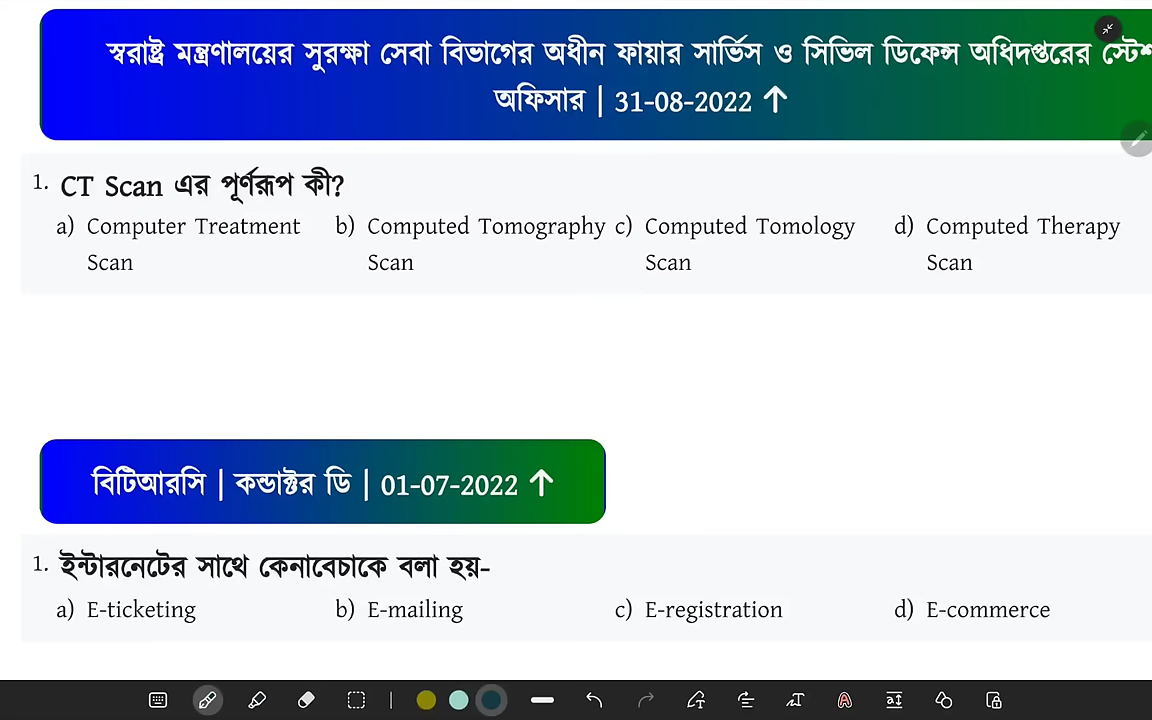 স্বরাষ্ট্র মন্ত্রণালয়ের সুরক্ষা সেবা বিভাগের অধীন ফায়ার সার্ভিস ও সিভিল ডিফেন্স অধিদপ্তরের
অফিসার | 31-08-2022 ↑
1. CT Scan এর পূর্ণরূপ কী?
a) Computer Treatment Scan
b) Computed Tomography Scan
c) Computed Tomology Scan
d) Computed Therapy Scan
বিটিআরসি | কন্ডাক্টর ডি | 01-07-2022 ↑
1. ইন্টারনেটের সাথে কেনাবেচাকে বলা হয়-
a) E-ticketing b) E-mailing c) E-registration d) E-commerce